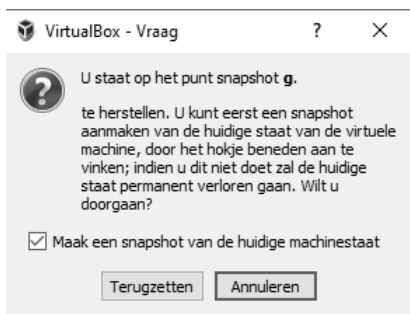 VirtualBox - Vraag ? ×
U staat op het punt snapshot g.
te herstellen. U kunt eerst een snapshot
aanmaken van de huidige staat van de virtuele
machine, door het hokje beneden aan te
vinken; indien u dit niet doet zal de huidige
staat permanent verloren gaan. Wilt u
doorgaan?
Maak een snapshot van de huidige machinestaat
Terugzetten Annuleren